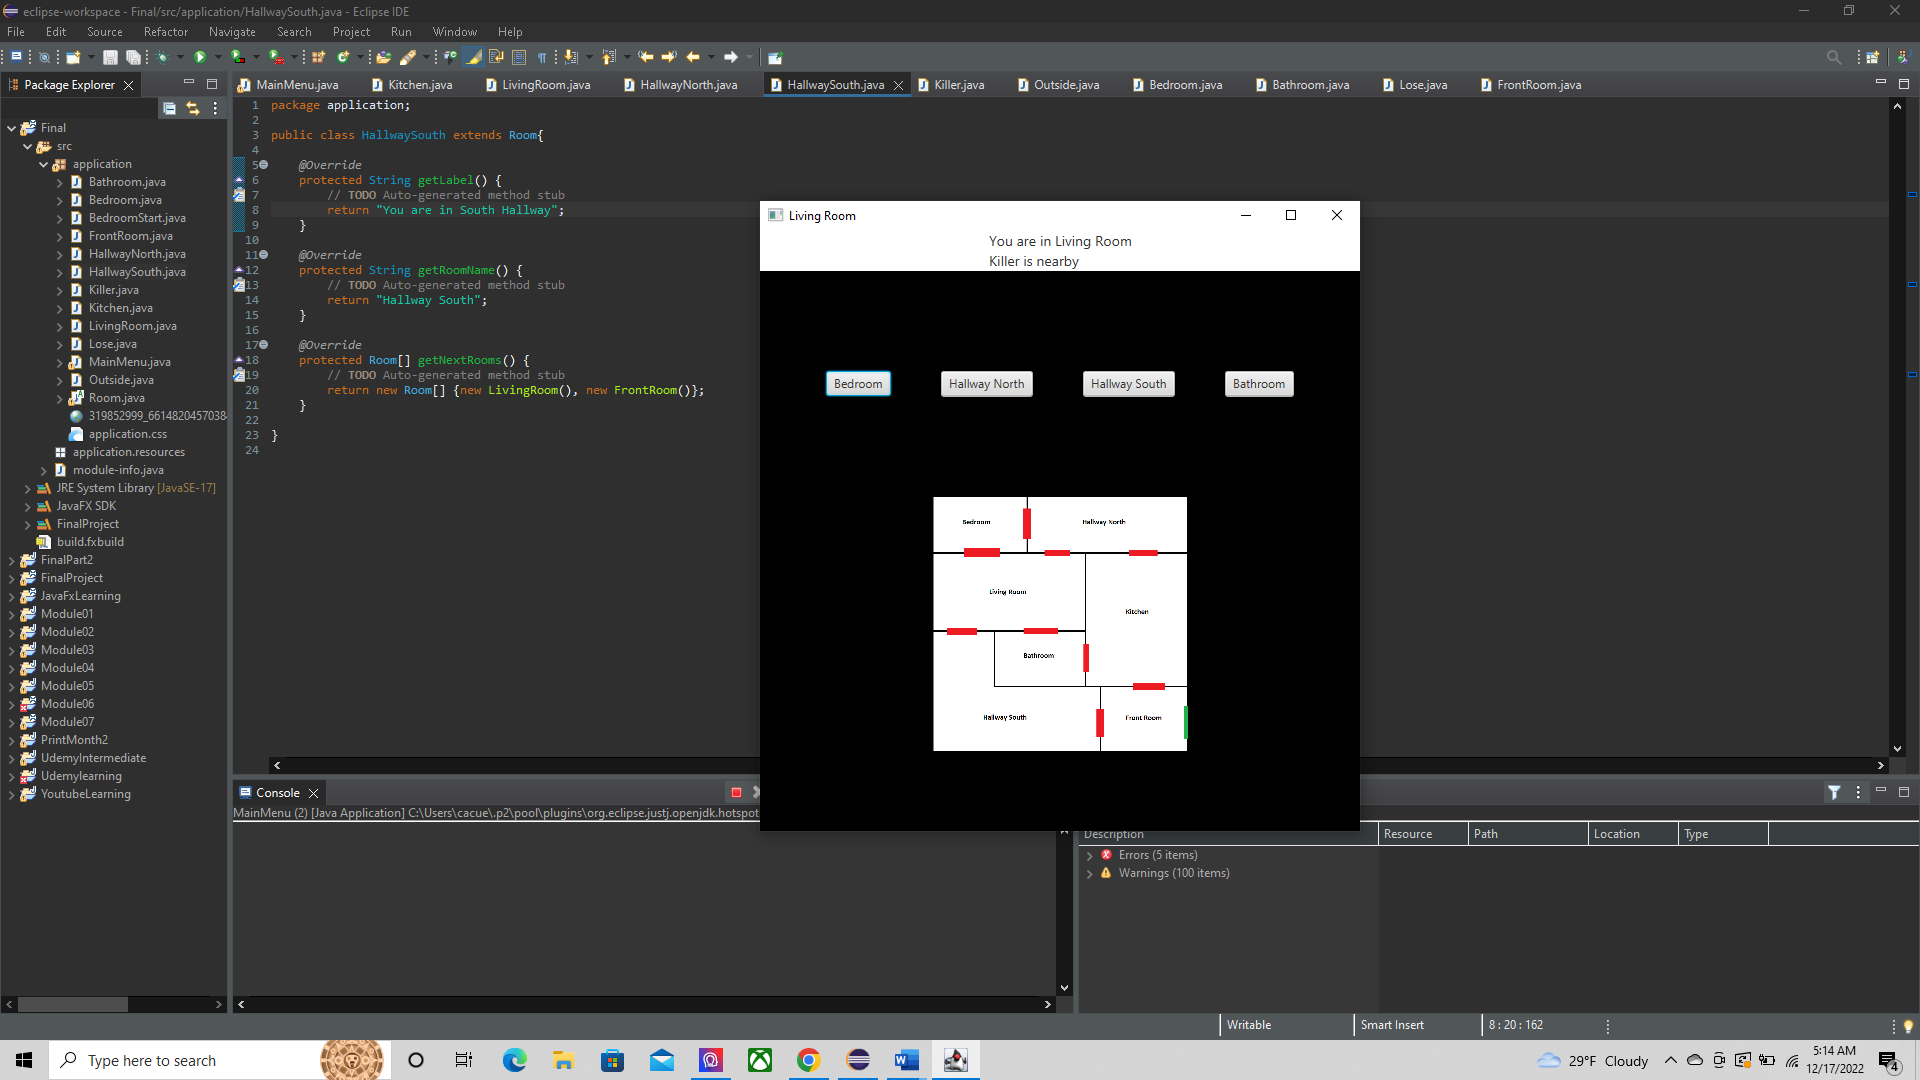 eclipse-workspace - Final/src/application/HallwaySouth.java - Eclipse IDE
File Edit Source Refactor Navigate Search Project Run Window Help
Package Explorer
MainMenu.java Kitchen.java LivingRoom.java HallwayNorth.java HallwaySouth.java Killer.java Outside.java Bedroom.java Bathroom.java Lose.java FrontRoom.java
Final
src
application
Bathroom.java
Bedroom.java
BedroomStart.java
FrontRoom.java
HallwayNorth.java
HallwaySouth.java
Killer.java
Kitchen.java
LivingRoom.java
Lose.java
MainMenu.java
Outside.java
Room.java
319852999_6614820457038
application.css
application.resources
module-info.java
JRE System Library [JavaSE-17]
JavaFX SDK
FinalProject
build.fxbuild
FinalPart2
FinalProject
JavaFxLearning
Module01
Module02
Module03
Module04
Module05
Module06
Module07
PrintMonth2
UdemyIntermediate
Udemylearning
YoutubeLearning
1 package application;
2
3 public class HallwaySouth extends Room{
4
5 @Override
6 protected String getLabel() {
7 // TODO Auto-generated method stub
8 return "You are in South Hallway";
9 }
10
11 @Override
12 protected String getRoomName() {
13 // TODO Auto-generated method stub
14 return "Hallway South";
15 }
16
17 @Override
18 protected Room[] getNextRooms() {
19 // TODO Auto-generated method stub
20 return new Room[] {new LivingRoom(), new FrontRoom()};
21 }
22
23 }
24
Living Room
You are in Living Room
Killer is nearby
Bedroom Hallway North Hallway South Bathroom
Bedroom Hallway North
Living Room
Kitchen
Bathroom
Hallway South Front Room
Console
MainMenu (2) [Java Application] C:\Users\cacue\.p2\pool\plugins\org.eclipse.justj.openjdk.hotspot
Description Resource Path Location Type
Errors (5 items)
Warnings (100 items)
Writable Smart Insert 8 : 20 : 162
Type here to search
29°F Cloudy
5:14 AM
12/17/2022
4